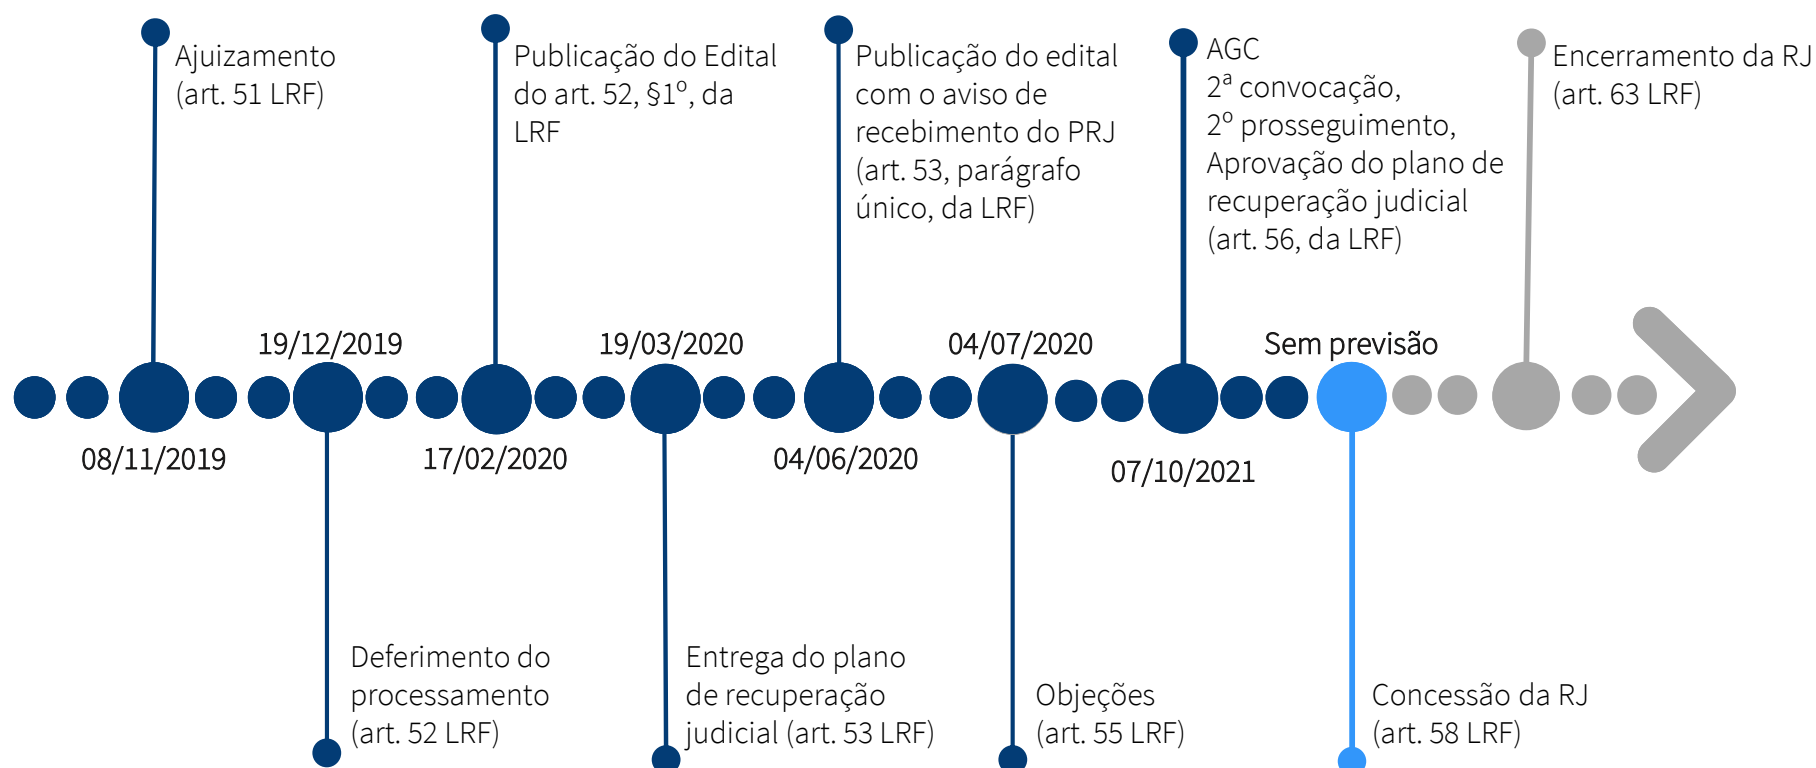 Ajuizamento
(art. 51 LRF)
Publicação do Edital
do art. 52, §1º, da
LRF
Publicação do edital
com o aviso de
recebimento do PRJ
(art. 53, parágrafo
único, da LRF)
AGC
2ª convocação,
2º prosseguimento,
Aprovação do plano de
recuperação judicial
(art. 56, da LRF)
Encerramento da RJ
(art. 63 LRF)
19/12/2019
19/03/2020
04/07/2020
Sem previsão
08/11/2019
17/02/2020
04/06/2020
07/10/2021
Deferimento do
processamento
(art. 52 LRF)
Entrega do plano
de recuperação
judicial (art. 53 LRF)
Objeções
(art. 55 LRF)
Concessão da RJ
(art. 58 LRF)